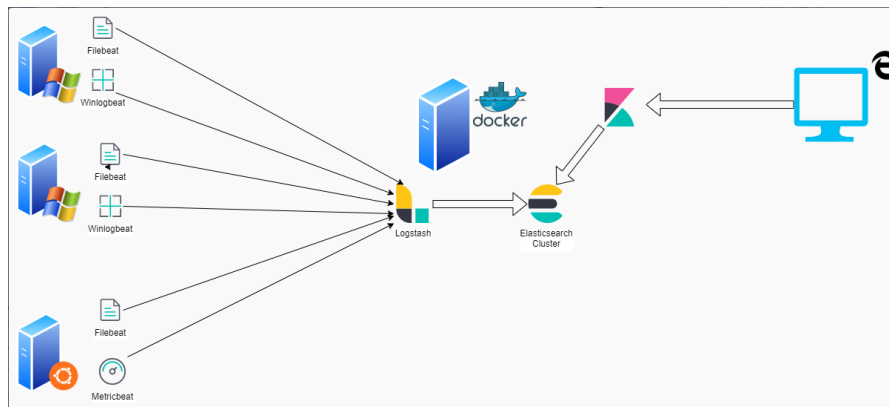 Filebeat
Winlogbeat
docker
Filebeat
Winlogbeat
Logstash
Elasticsearch
Cluster
Filebeat
Metricbeat